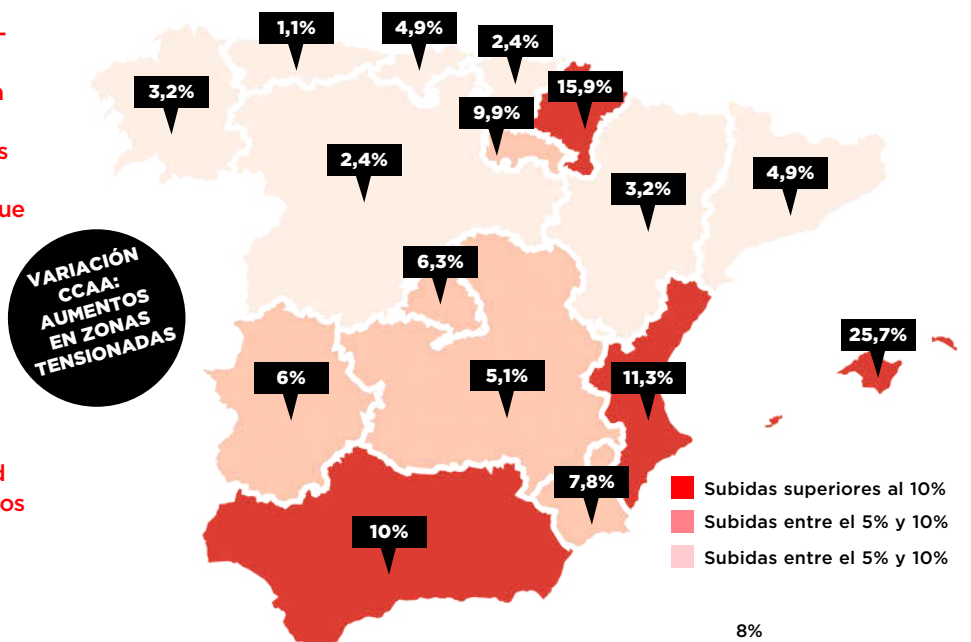 1,1%
4,9%
2,4%
3,2%
15,9%
9,9%
2,4%
3,2%
4,9%
ue
VARIACIÓN
CCAA:
AUMENTOS
EN ZONAS
TENSIONADAS
6,3%
25,7%
6%
5,1%
11,3%
d
os
7,8%
10%
Subidas superiores al 10%
Subidas entre el 5% y 10%
Subidas entre el 5% y 10%
8%